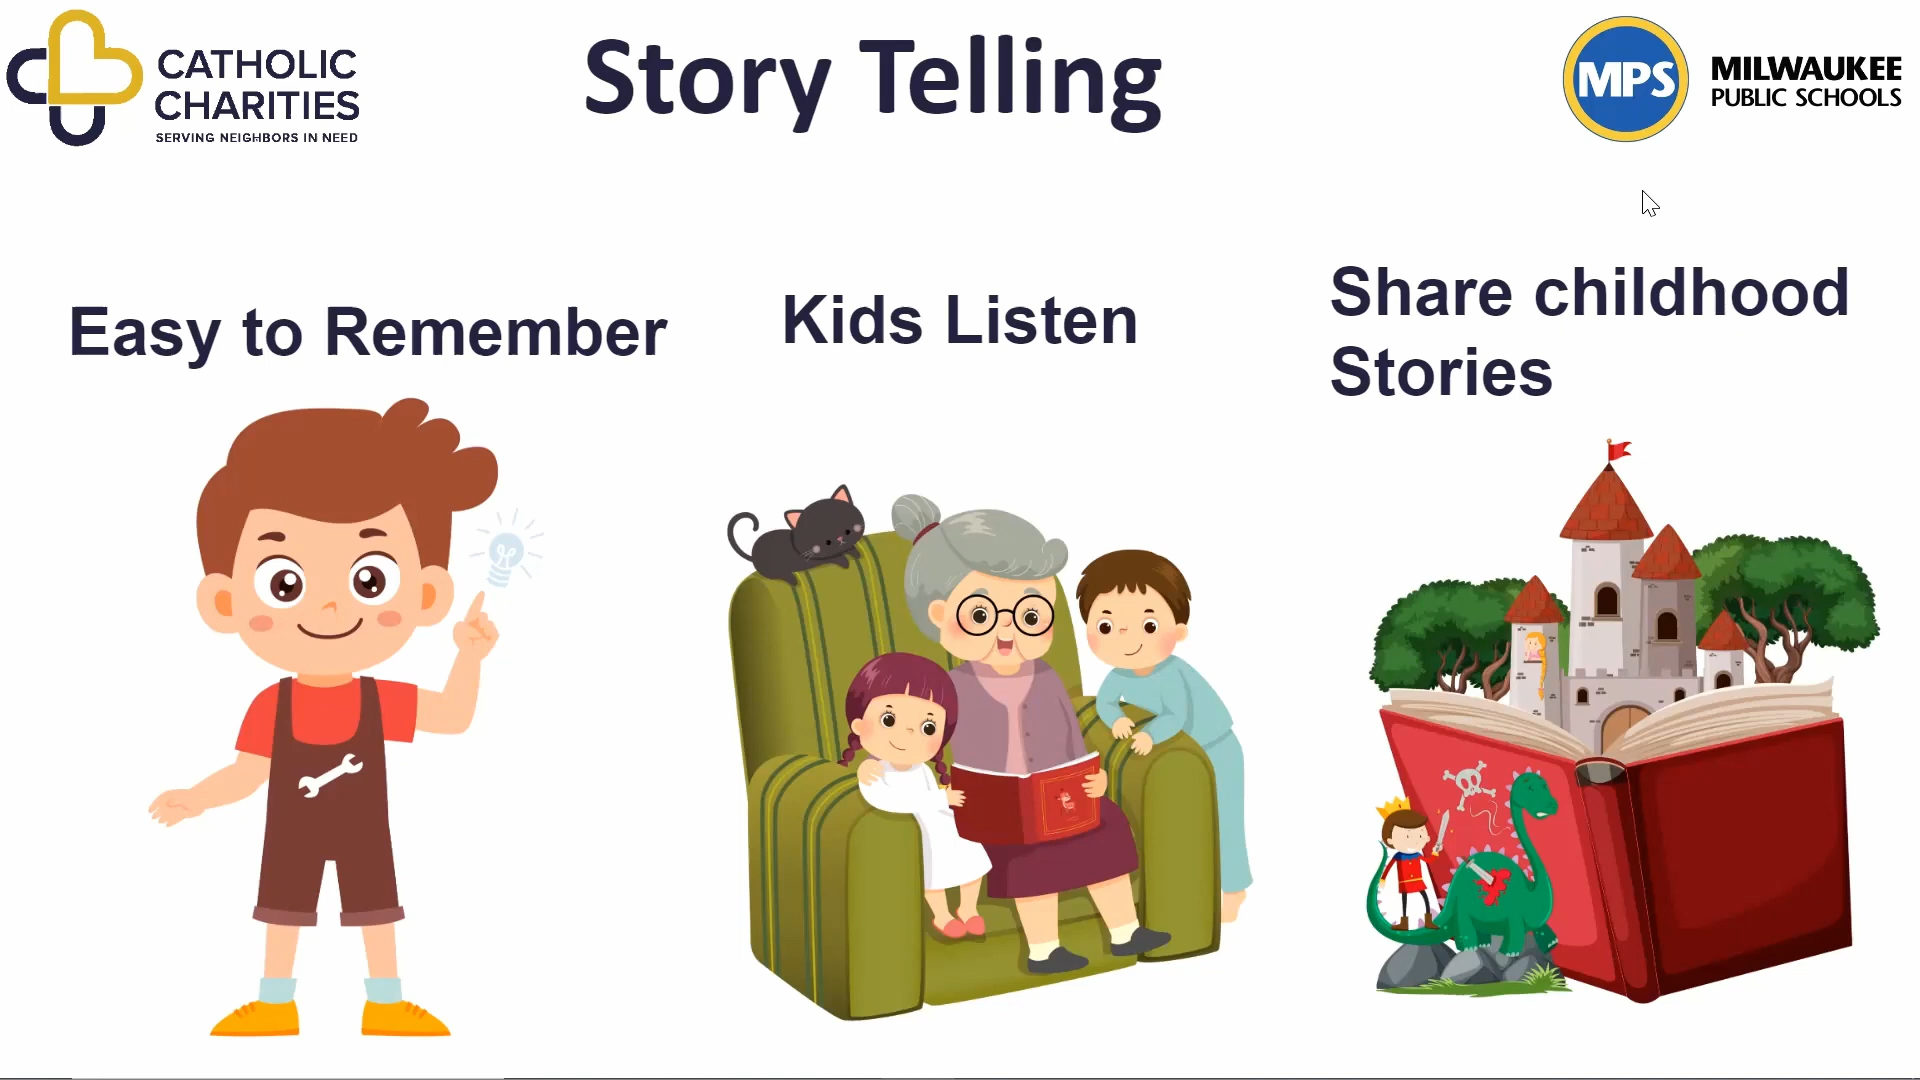 CATHOLIC
CHARITIES
SERVING NEIGHBORS IN NEED
Story Telling
MPS
MILWAUKEE
PUBLIC SCHOOLS
Easy to Remember
Kids Listen
Share childhood
Stories